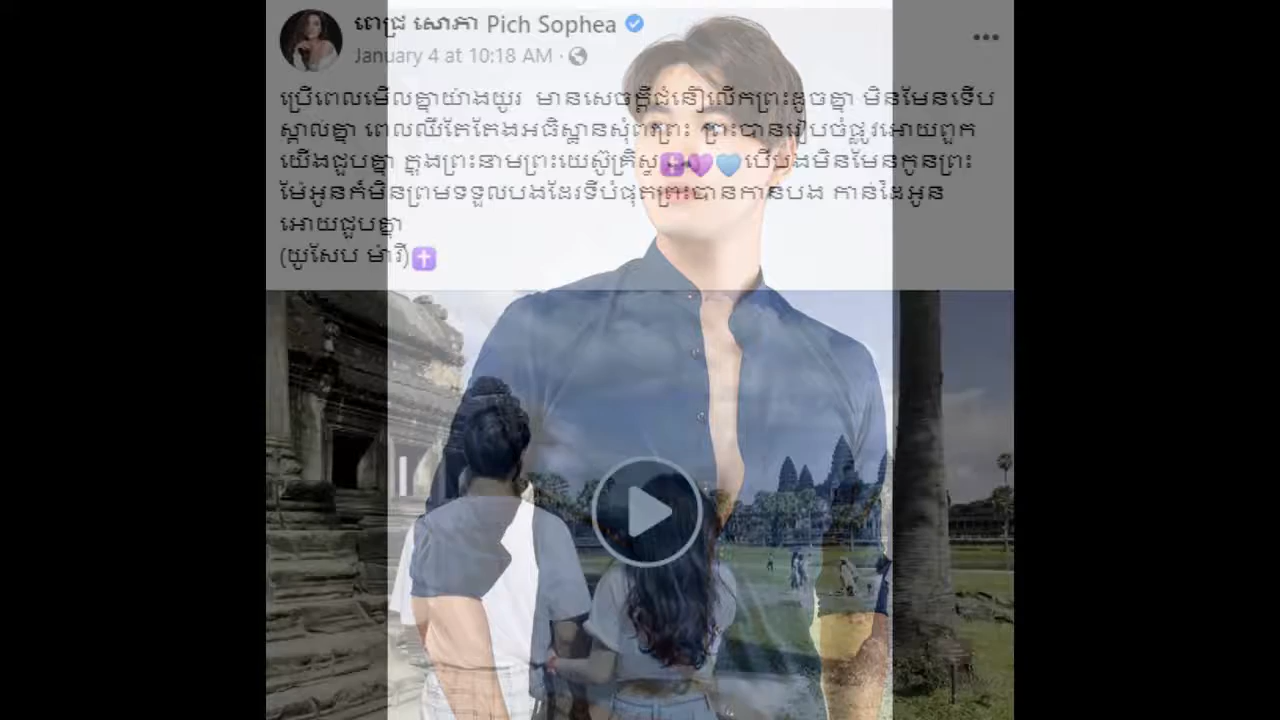 ពេជ្រ សោភា Pich Sophea
January 4 at 10:18 AM
ប្រើពេលមើលគ្នាយ៉ាងយូរ មានសេចក្ដីជំនឿលើកព្រះដូចគ្នា មិនមែនទើប
ស្គាល់គ្នា ពេលឈឺតែតែងអធិស្ឋានសុំពរព្រះ ព្រះបានរៀបចំផ្លូវអោយពួក
យើងជួបគ្នា ក្នុងព្រះនាមព្រះយេស៊ូគ្រិស្ត✝️💜💙បើបងមិនមែនកូនព្រះ
ម៉ែអូនក៏មិនព្រមទទួលបងដែរទីបំផុតព្រះបានកាន់បង កាន់ដៃអូន
អោយជួបគ្នា
(យ៉ូសែប ម៉ារី)✝️